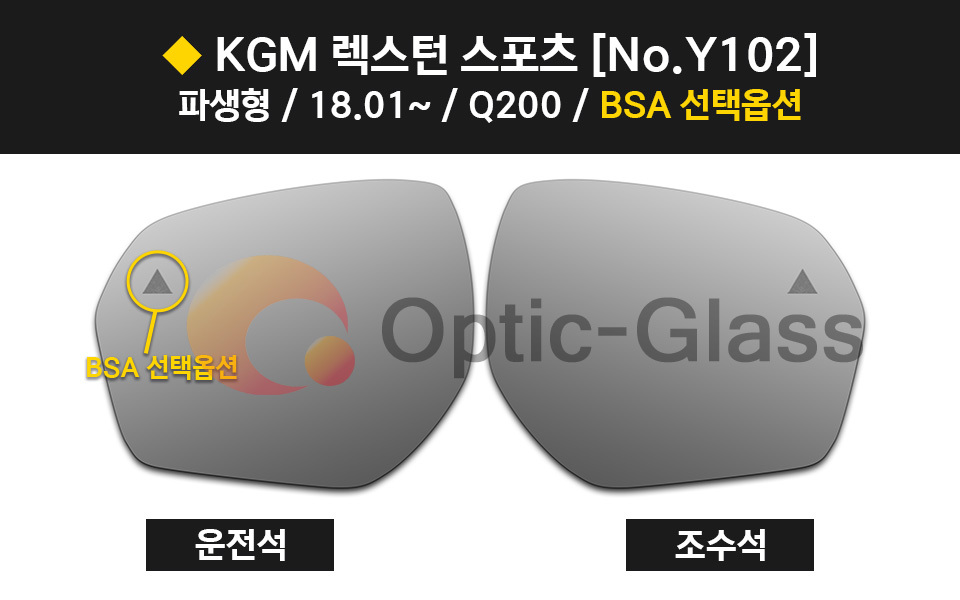 ◆ KGM 렉스턴 스포츠 [No.Y102]
파생형 / 18.01~ / Q200 / BSA 선택옵션
Optic-Glass
BSA 선택옵션
운전석
조수석